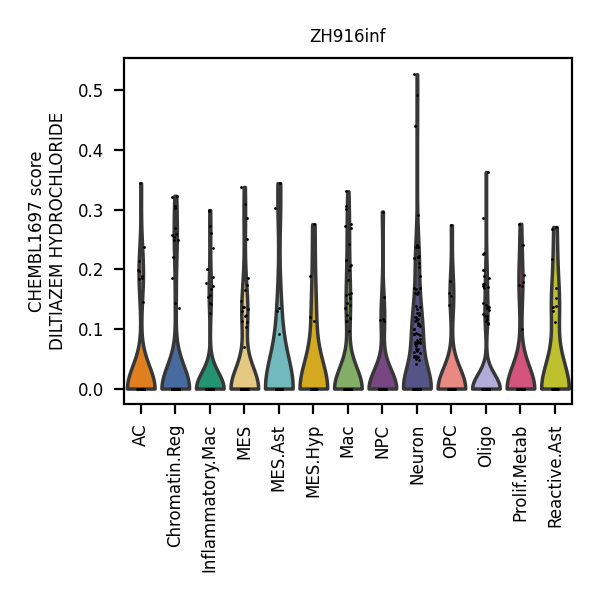 ZH916inf
CHEMBL1697 score
DILTIAZEM HYDROCHLORIDE
0.5
0.4
0.3
0.2
0.1
0.0
AC
Chromatin.Reg
Inflammatory.Mac
MES
MES.Ast
MES.Hyp
Mac
NPC
Neuron
OPC
Oligo
Prolif.Metab
Reactive.Ast